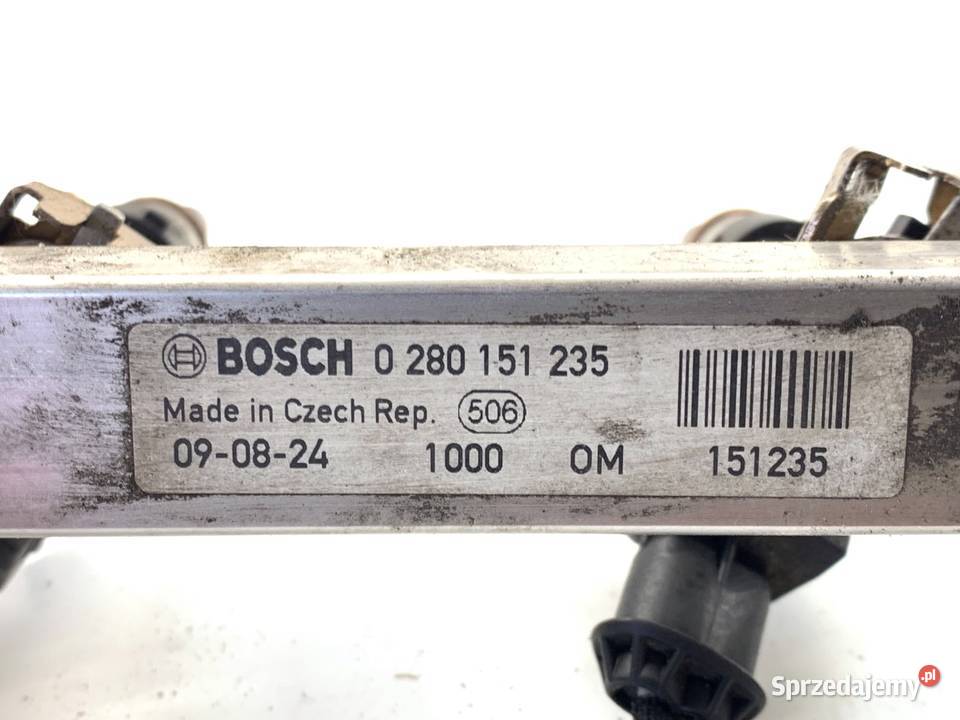 BOSCH 0 280 151 235
Made in Czech Rep. 506
09-08-24 1000 OM 151235
Sprzedajemy.pl